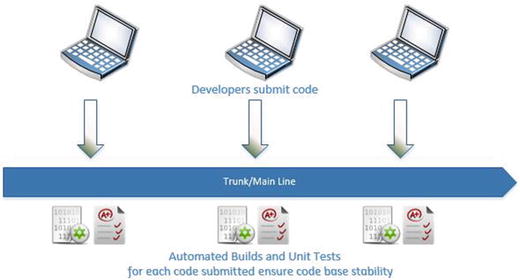 Developers submit code
Trunk/Main Line
A+
A+
A+
Automated Builds and Unit Tests
for each code submitted ensure code base stability